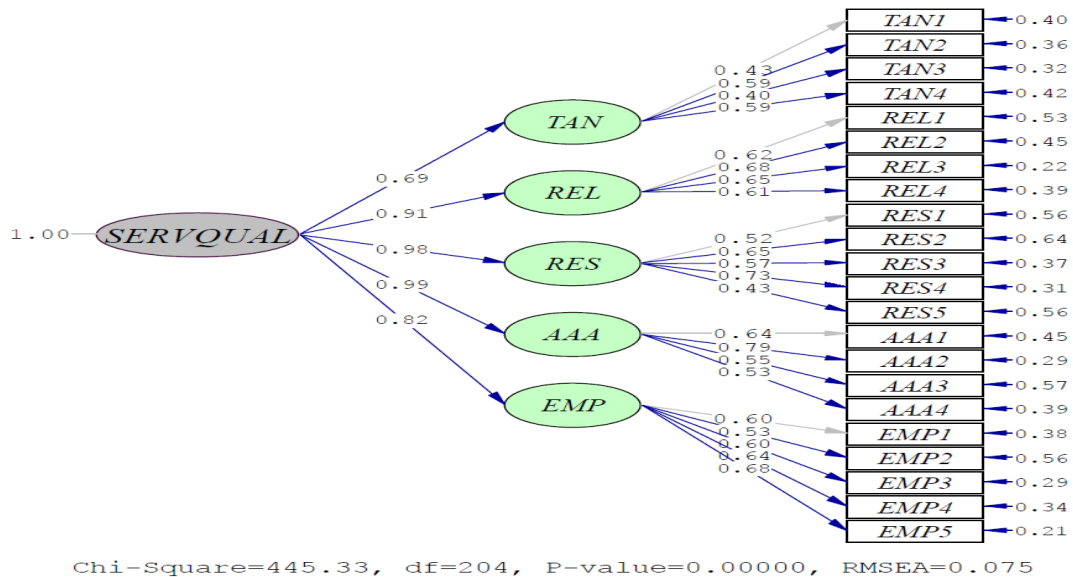 TAN1 0.40
TAN2 0.36
0.43 TAN3 0.32
0.59
0.40 TAN4 0.42
0.59
TAN
REL1 0.53
REL2 0.45
0.62
0.68 REL3 0.22
0.65
0.69 REL 0.61 REL4 0.39
0.91
RES1 0.56
1.00 SERVQUAL
0.52 RES2 0.64
0.98 0.65
RES 0.57 RES3 0.37
0.73
0.99 0.43 RES4 0.31
RES5 0.56
0.82
AAA 0.64 AAA1 0.45
0.79
0.55 AAA2 0.29
0.53
AAA3 0.57
EMP AAA4 0.39
0.60
0.53 EMP1 0.38
0.60
0.64 EMP2 0.56
0.68
EMP3 0.29
EMP4 0.34
EMP5 0.21
Chi-Square=445.33, df=204, P-value=0.00000, RMSEA=0.075